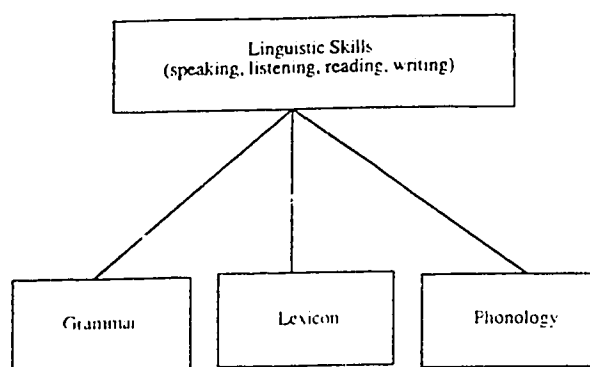 Linguistic Skills
(speaking, listening, reading, writing)
Grammar
Lexicon
Phonology